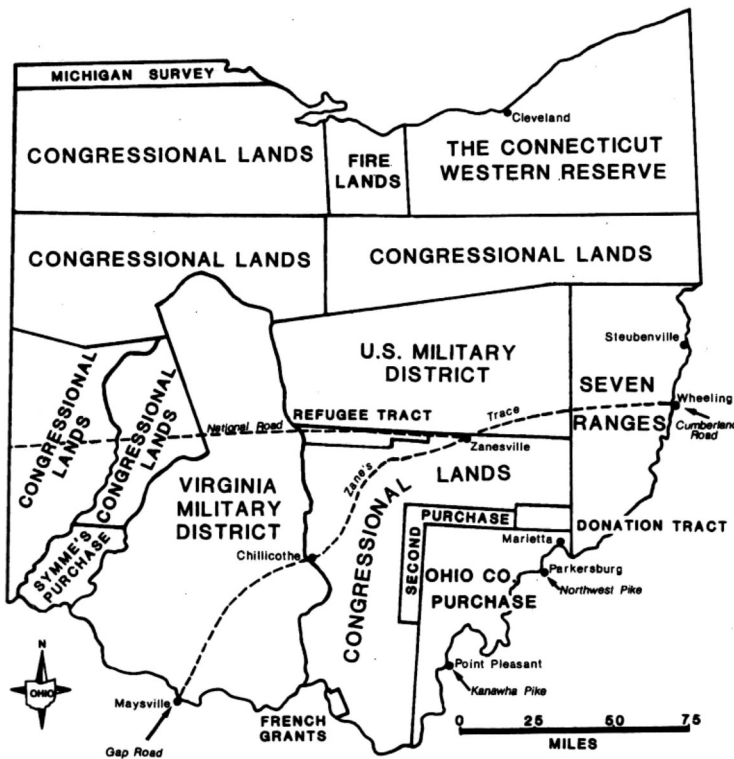 MICHIGAN SURVEY
Cleveland
CONGRESSIONAL LANDS
FIRE
LANDS
THE CONNECTICUT
WESTERN RESERVE
CONGRESSIONAL LANDS
CONGRESSIONAL LANDS
U.S. MILITARY
DISTRICT
Steubenville
SEVEN
RANGES
Wheeling
Cumberland
Road
CONGRESSIONAL
LANDS
CONGRESSIONAL
LANDS
REFUGEE TRACT
National Road
Trace
Zanesville
Zane's
VIRGINIA
MILITARY
DISTRICT
CONGRESSIONAL
LANDS
SECOND
PURCHASE
DONATION TRACT
Marietta
SYMME'S
PURCHASE
Chillicothe
OHIO CO.
PURCHASE
Parkersburg
Northwest Pike
Point Pleasant
Kanawha Pike
N
OHIO
Maysville
Gap Road
FRENCH
GRANTS
0 25 50 75
MILES